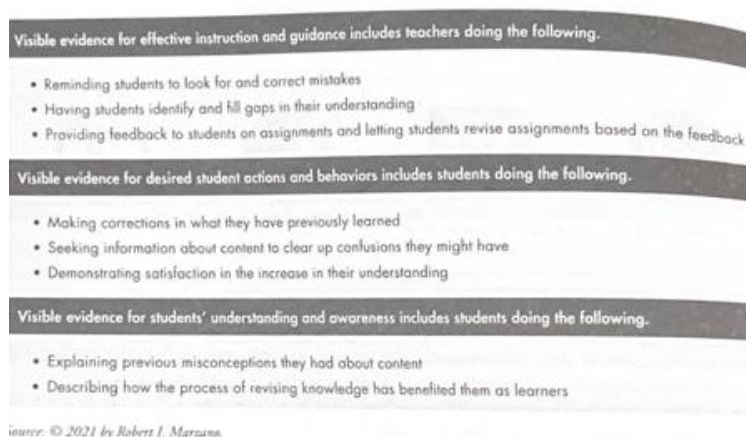 Visible evidence for effective instruction and guidance includes teachers doing the following.
• Reminding students to look for and correct mistakes
• Having students identify and fill gaps in their understanding
• Providing feedback to students on assignments and letting students revise assignments based on the feedback
Visible evidence for desired student actions and behaviors includes students doing the following.
• Making corrections in what they have previously learned
• Seeking information about content to clear up confusions they might have
• Demonstrating satisfaction in the increase in their understanding
Visible evidence for students' understanding and awareness includes students doing the following.
• Explaining previous misconceptions they had about content
• Describing how the process of revising knowledge has benefited them as learners
Source: © 2021 by Robert J. Marzano.